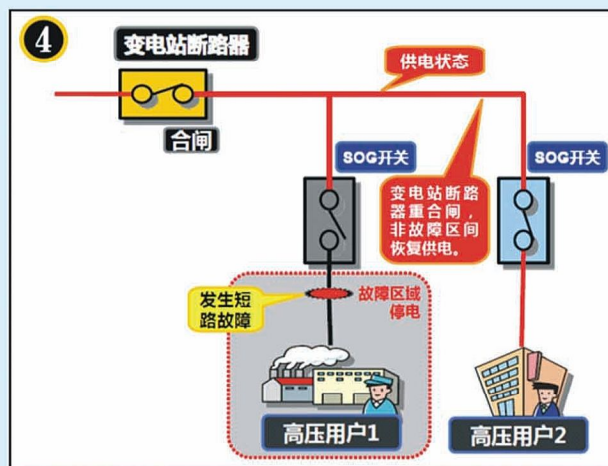 4
变电站断路器
供电状态
合闸
SOG开关
SOG开关
变电站断路
器重合闸，
非故障区间
恢复供电。
发生短
路故障
故障区域
停电
高压用户1
高压用户2